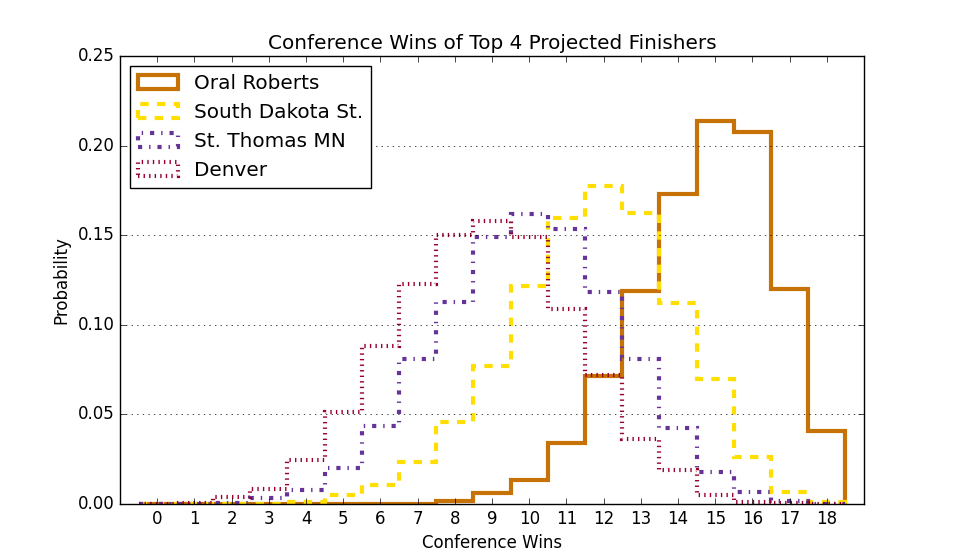 Conference Wins of Top 4 Projected Finishers
0.25
0.20
0.15
0.10
0.05
0.00
Probability
Oral Roberts
South Dakota St.
St. Thomas MN
Denver
0 1 2 3 4 5 6 7 8 9 10 11 12 13 14 15 16 17 18
Conference Wins